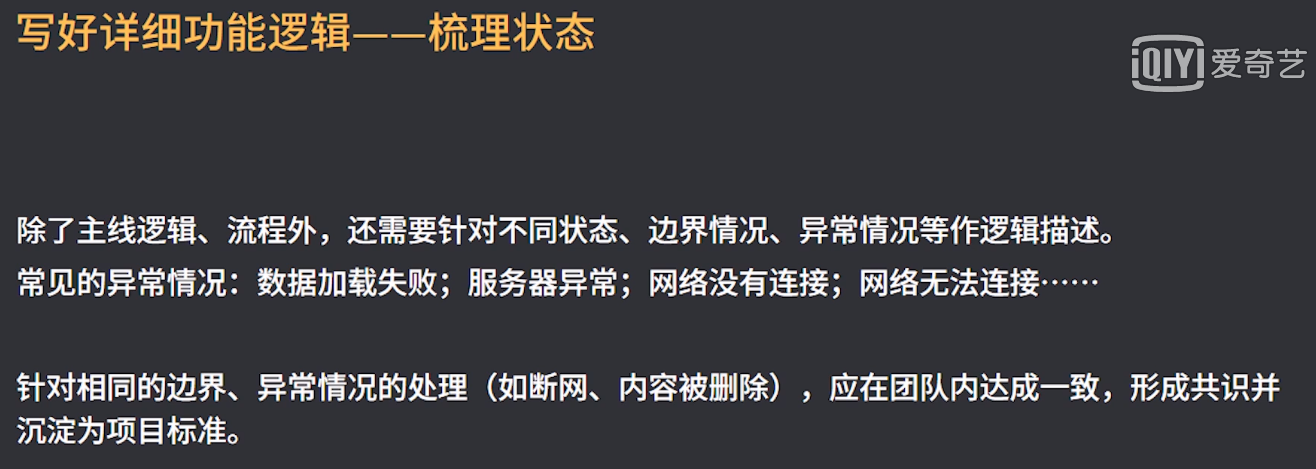 写好详细功能逻辑——梳理状态
iQIYI 爱奇艺
除了主线逻辑、流程外，还需要针对不同状态、边界情况、异常情况等作逻辑描述。
常见的异常情况：数据加载失败；服务器异常；网络没有连接；网络无法连接……
针对相同的边界、异常情况的处理（如断网、内容被删除），应在团队内达成一致，形成共识并
沉淀为项目标准。